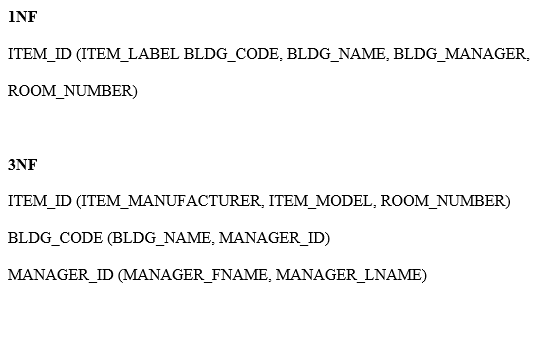 1NF
ITEM_ID (ITEM_LABEL BLDG_CODE, BLDG_NAME, BLDG_MANAGER,
ROOM_NUMBER)
3NF
ITEM_ID (ITEM_MANUFACTURER, ITEM_MODEL, ROOM_NUMBER)
BLDG_CODE (BLDG_NAME, MANAGER_ID)
MANAGER_ID (MANAGER_FNAME, MANAGER_LNAME)